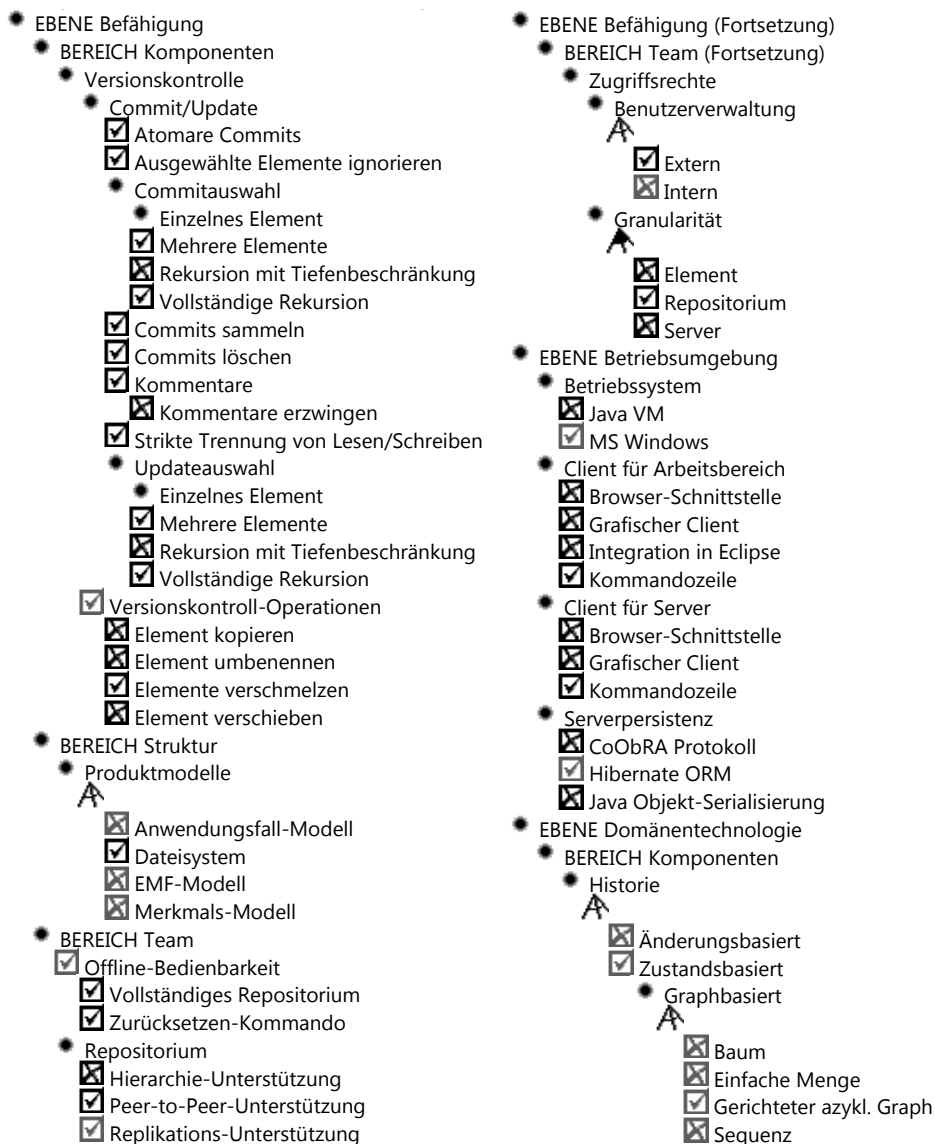 EBENE Befähigung
BEREICH Komponenten
Versionskontrolle
Commit/Update
Atomare Commits
Ausgewählte Elemente ignorieren
Commitauswahl
Einzelnes Element
Mehrere Elemente
Rekursion mit Tiefenbeschränkung
Vollständige Rekursion
Commits sammeln
Commits löschen
Kommentare
Kommentare erzwingen
Strikte Trennung von Lesen/Schreiben
Updateauswahl
Einzelnes Element
Mehrere Elemente
Rekursion mit Tiefenbeschränkung
Vollständige Rekursion
Versionskontroll-Operationen
Element kopieren
Element umbenennen
Elemente verschmelzen
Element verschieben
BEREICH Struktur
Produktmodelle
Anwendungsfall-Modell
Dateisystem
EMF-Modell
Merkmals-Modell
BEREICH Team
Offline-Bedienbarkeit
Vollständiges Repositorium
Zurücksetzen-Kommando
Repositorium
Hierarchie-Unterstützung
Peer-to-Peer-Unterstützung
Replikations-Unterstützung
EBENE Befähigung (Fortsetzung)
BEREICH Team (Fortsetzung)
Zugriffsrechte
Benutzerverwaltung
Extern
Intern
Granularität
Element
Repositorium
Server
EBENE Betriebsumgebung
Betriebssystem
Java VM
MS Windows
Client für Arbeitsbereich
Browser-Schnittstelle
Grafischer Client
Integration in Eclipse
Kommandozeile
Client für Server
Browser-Schnittstelle
Grafischer Client
Kommandozeile
Serverpersistenz
CoObRA Protokoll
Hibernate ORM
Java Objekt-Serialisierung
EBENE Domänentechnologie
BEREICH Komponenten
Historie
Änderungsbasiert
Zustandsbasiert
Graphbasiert
Baum
Einfache Menge
Gerichteter azykl. Graph
Sequenz